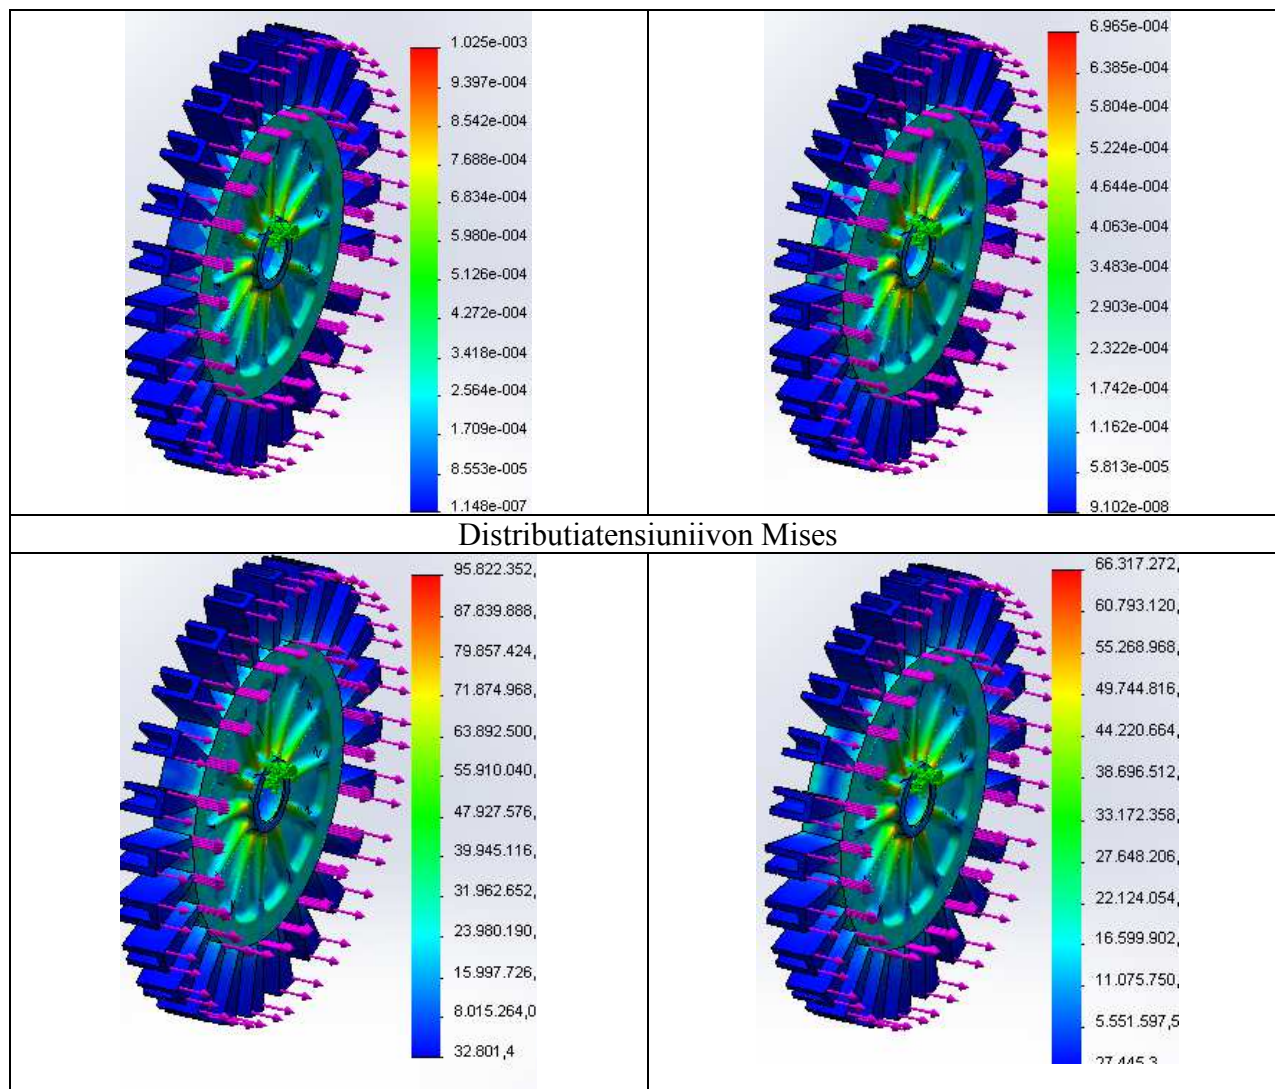 1.025e-003
9.397e-004
8.542e-004
7.688e-004
6.834e-004
5.980e-004
5.126e-004
4.272e-004
3.418e-004
2.564e-004
1.709e-004
8.553e-005
1.148e-007
6.965e-004
6.385e-004
5.804e-004
5.224e-004
4.644e-004
4.063e-004
3.483e-004
2.903e-004
2.322e-004
1.742e-004
1.162e-004
5.813e-005
9.102e-008
Distributiatensiuniivon Mises
95.822.352,
87.839.888,
79.857.424,
71.874.968,
63.892.500,
55.910.040,
47.927.576,
39.945.116,
31.962.652,
23.980.190,
15.997.726,
8.015.264,0
32.801,4
66.317.272,
60.793.120,
55.268.968,
49.744.816,
44.220.664,
38.696.512,
33.172.358,
27.648.206,
22.124.054,
16.599.902,
11.075.750,
5.551.597,5
27.445,3